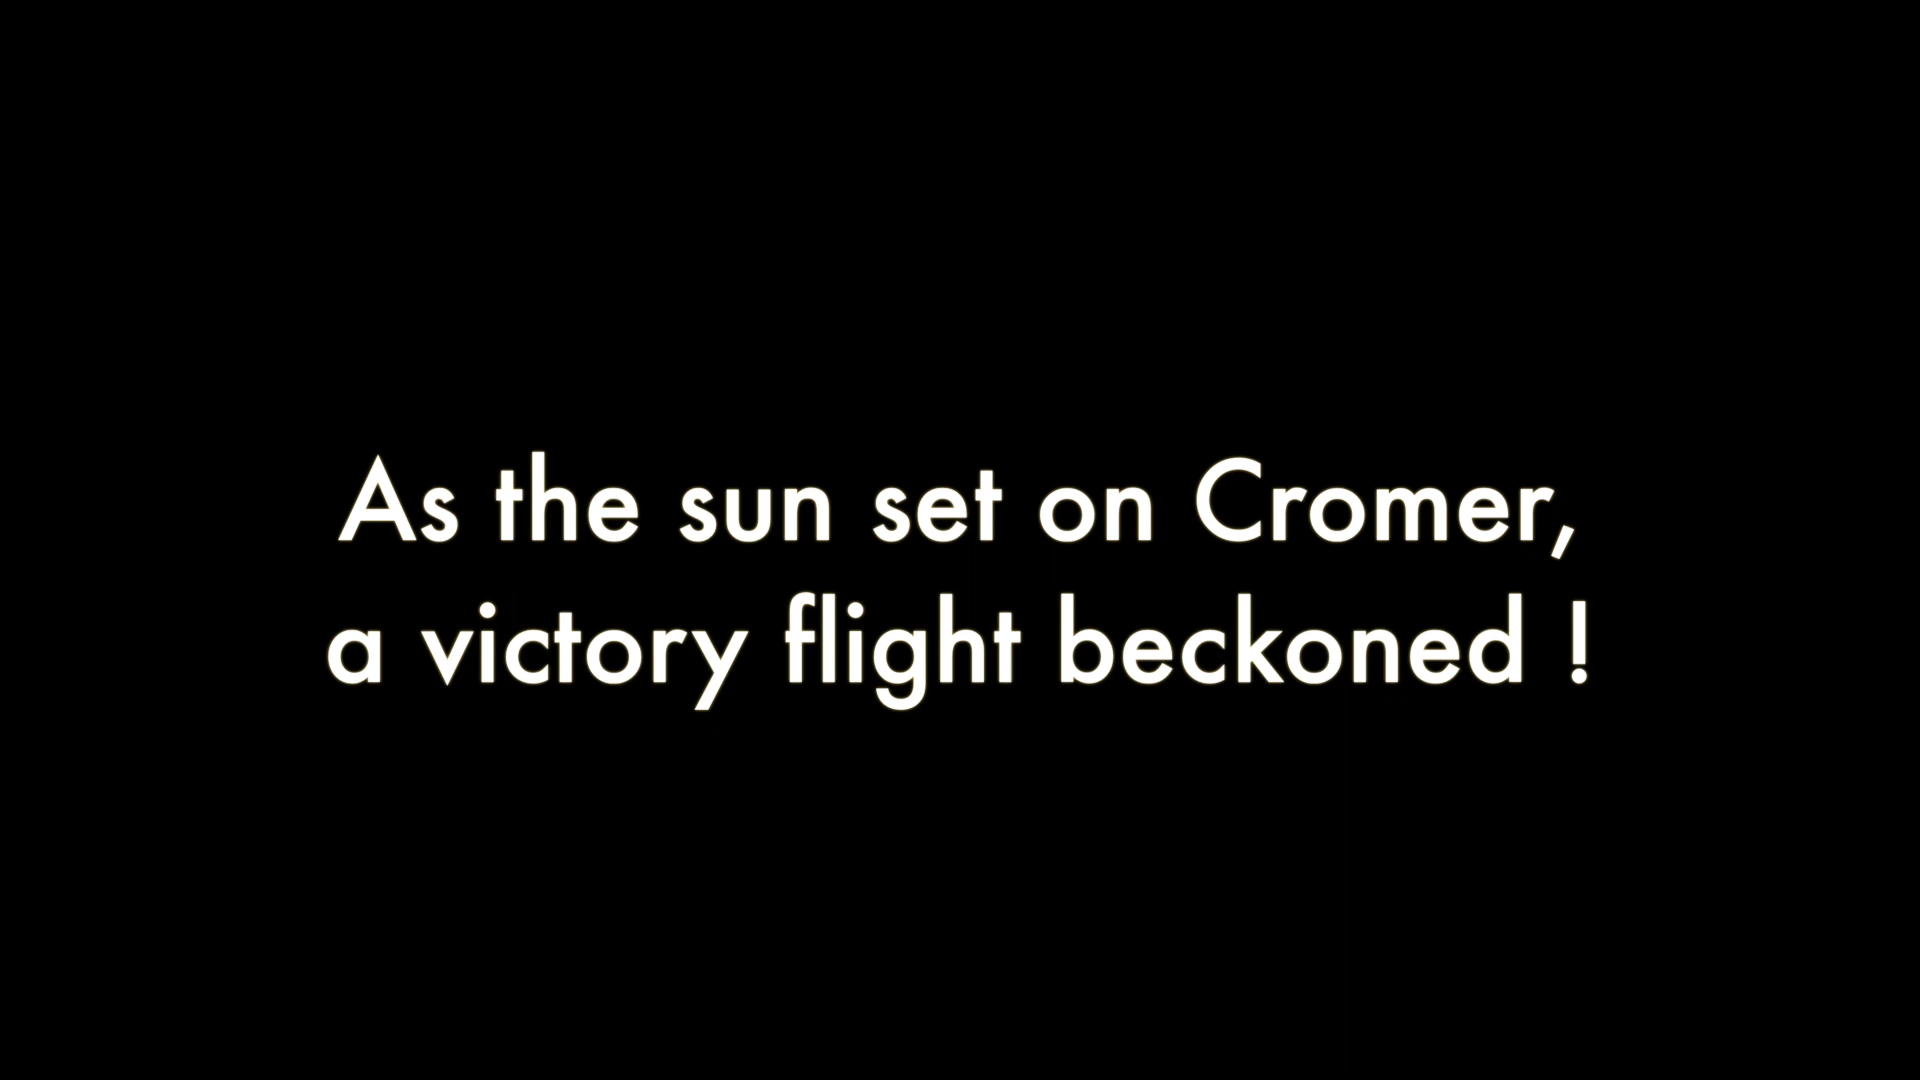 As the sun set on Cromer,
a victory flight beckoned !